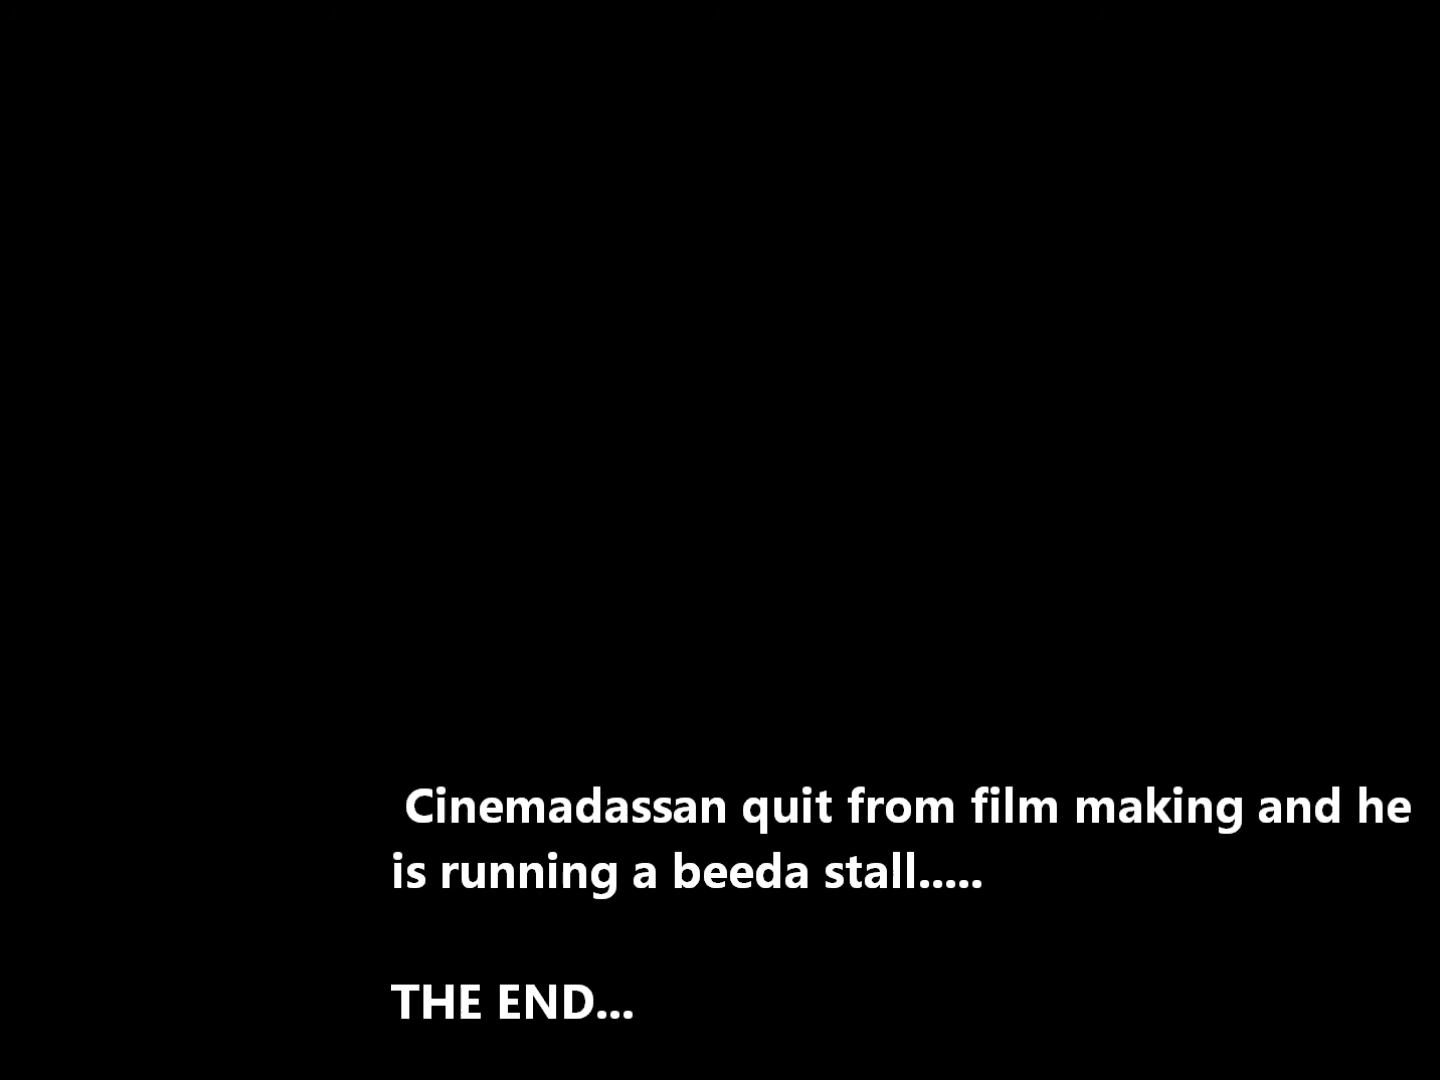 Cinemadassan quit from film making and he
is running a beeda stall.....
THE END...